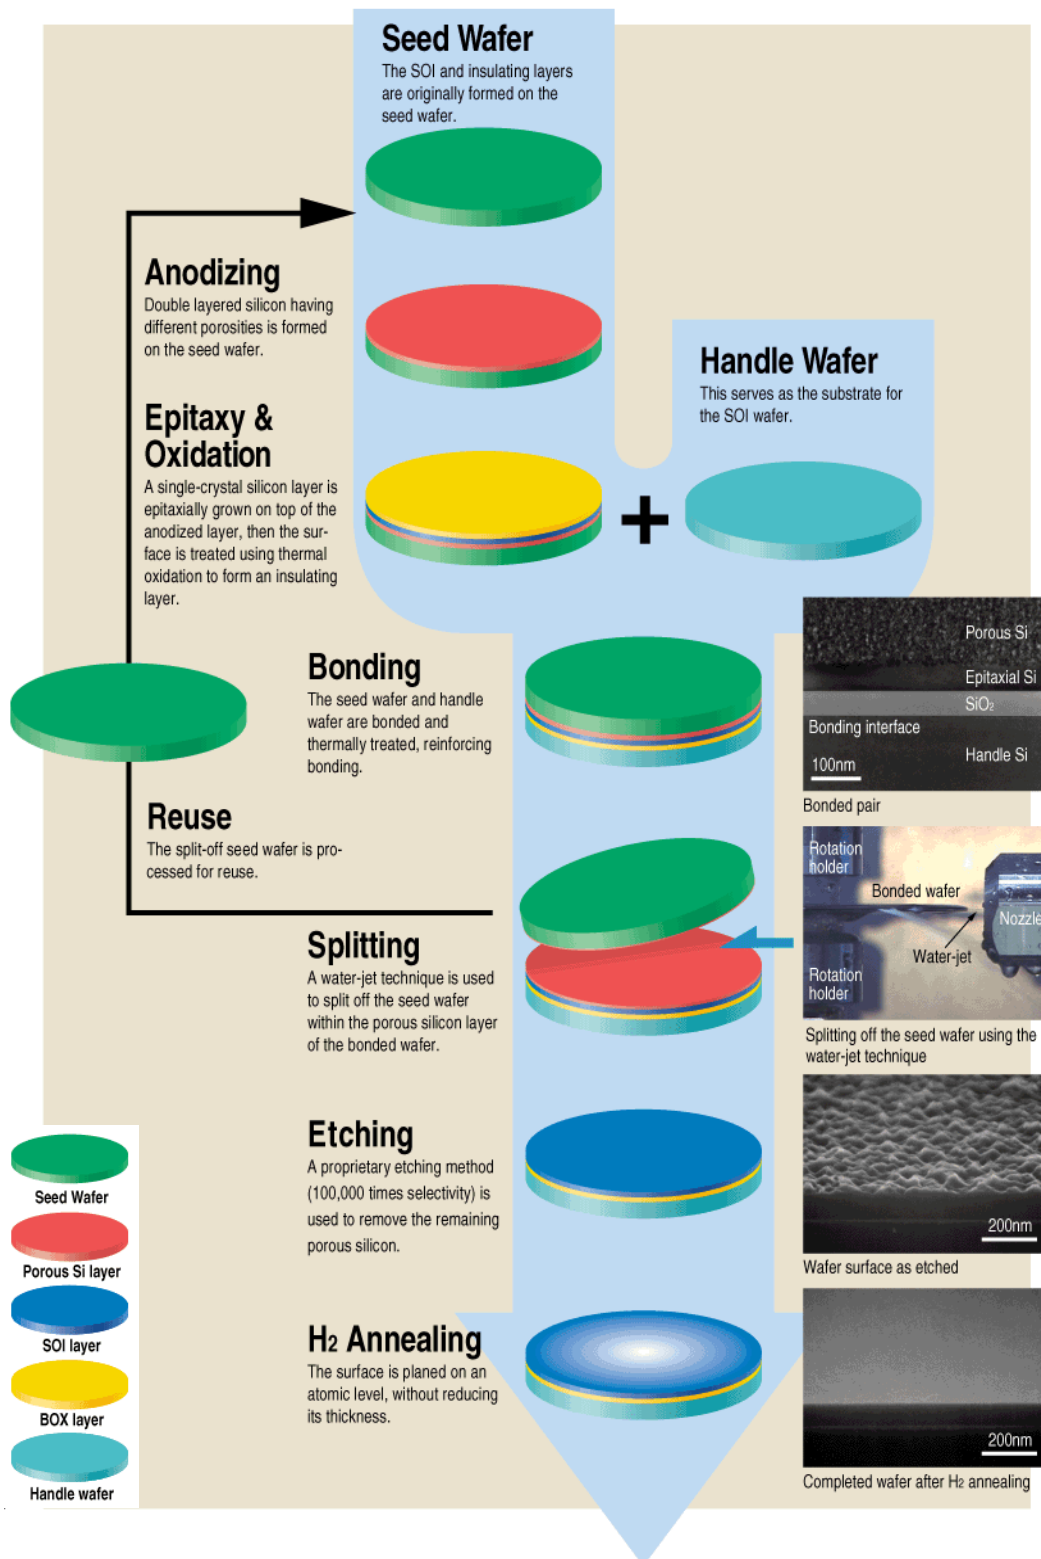 Seed Wafer
The SOI and insulating layers
are originally formed on the
seed wafer.
Anodizing
Double layered silicon having
different porosities is formed
on the seed wafer.
Handle Wafer
This serves as the substrate for
the SOI wafer.
Epitaxy &
Oxidation
A single-crystal silicon layer is
epitaxially grown on top of the
anodized layer, then the sur-
face is treated using thermal
oxidation to form an insulating
layer.
Bonding
The seed wafer and handle
wafer are bonded and
thermally treated, reinforcing
bonding.
Porous Si
Epitaxial Si
SiO2
Bonding interface
Handle Si
100nm
Bonded pair
Reuse
The split-off seed wafer is pro-
cessed for reuse.
Rotation
holder
Bonded wafer
Nozzle
Water-jet
Rotation
holder
Splitting off the seed wafer using the
water-jet technique
Splitting
A water-jet technique is used
to split off the seed wafer
within the porous silicon layer
of the bonded wafer.
Etching
A proprietary etching method
(100,000 times selectivity) is
used to remove the remaining
porous silicon.
200nm
Wafer surface as etched
H2 Annealing
The surface is planed on an
atomic level, without reducing
its thickness.
200nm
Completed wafer after H2 annealing
Seed Wafer
Porous Si layer
SOI layer
BOX layer
Handle wafer